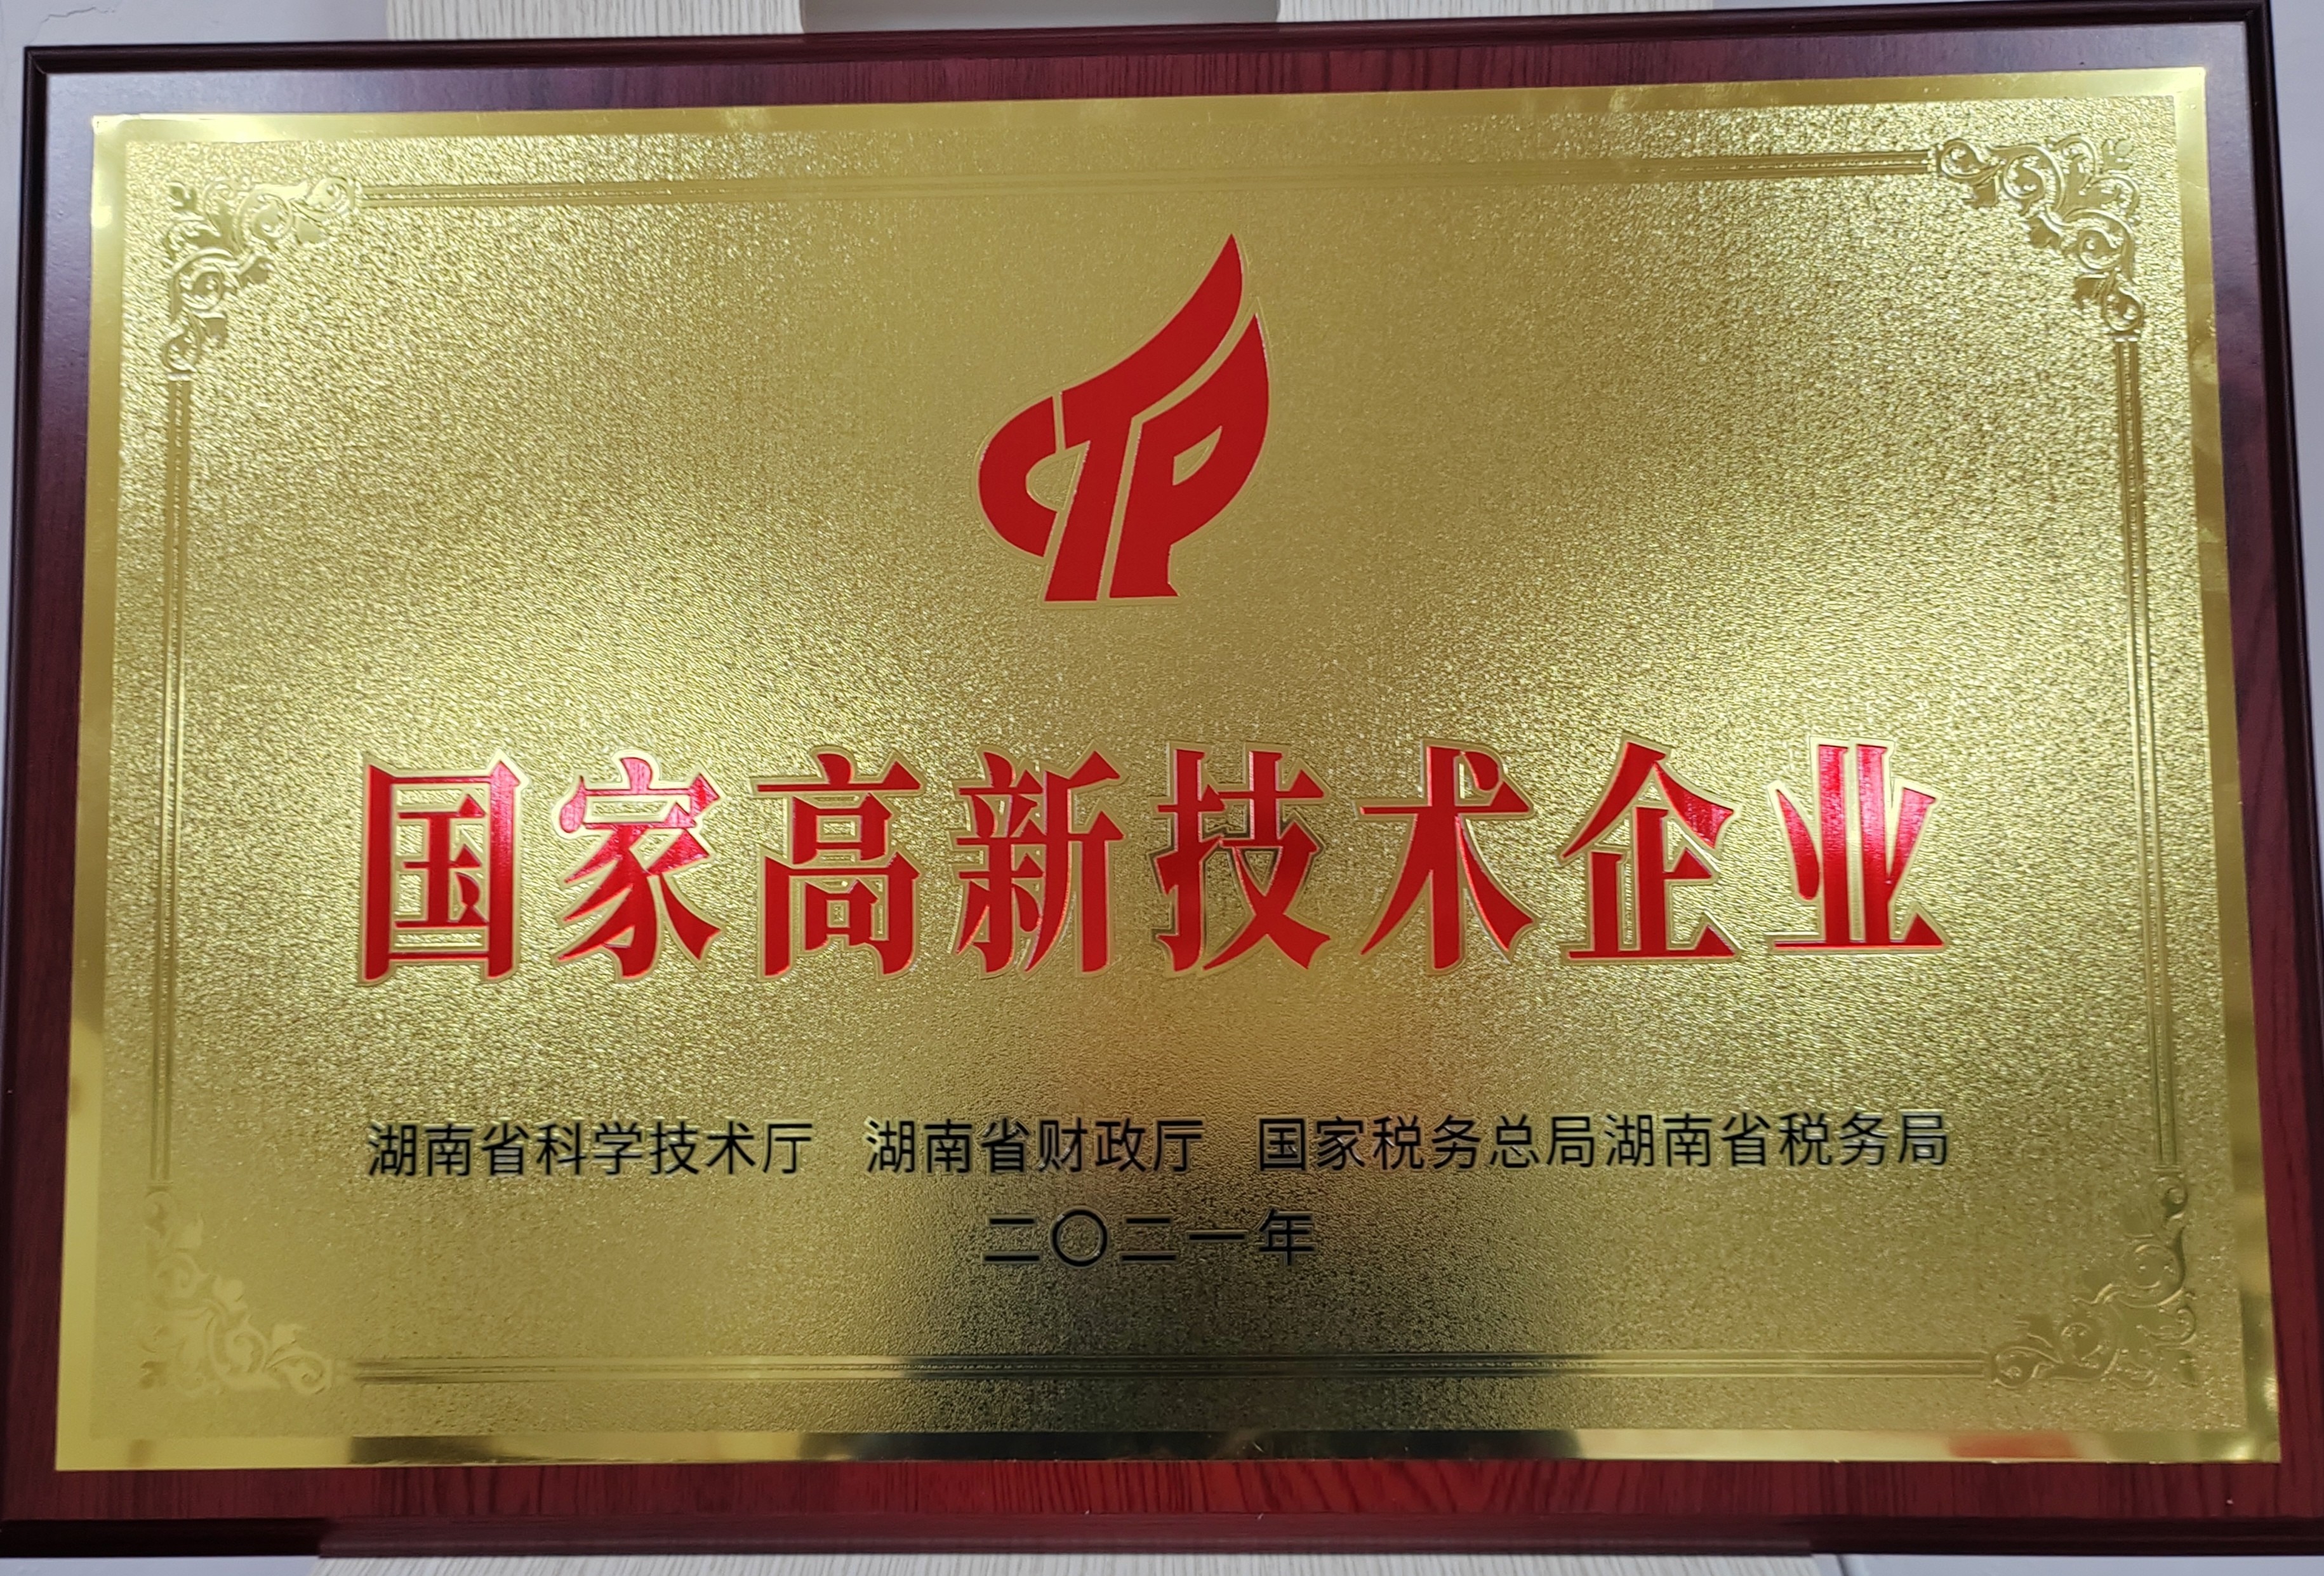 CTP
国家高新技术企业
湖南省科学技术厅 湖南省财政厅 国家税务总局湖南省税务局
二〇二一年